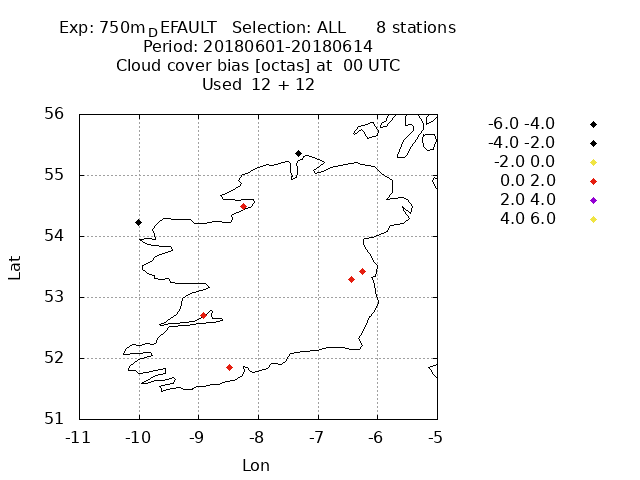 Exp: 750m_DEFAULT   Selection: ALL      8 stations
Period: 20180601-20180614
Cloud cover bias [octas] at  00 UTC
Used  12 + 12
-6.0 -4.0
-4.0 -2.0
-2.0 0.0
0.0 2.0
2.0 4.0
4.0 6.0
56
55
54
53
52
51
Lat
-11 -10 -9 -8 -7 -6 -5
Lon